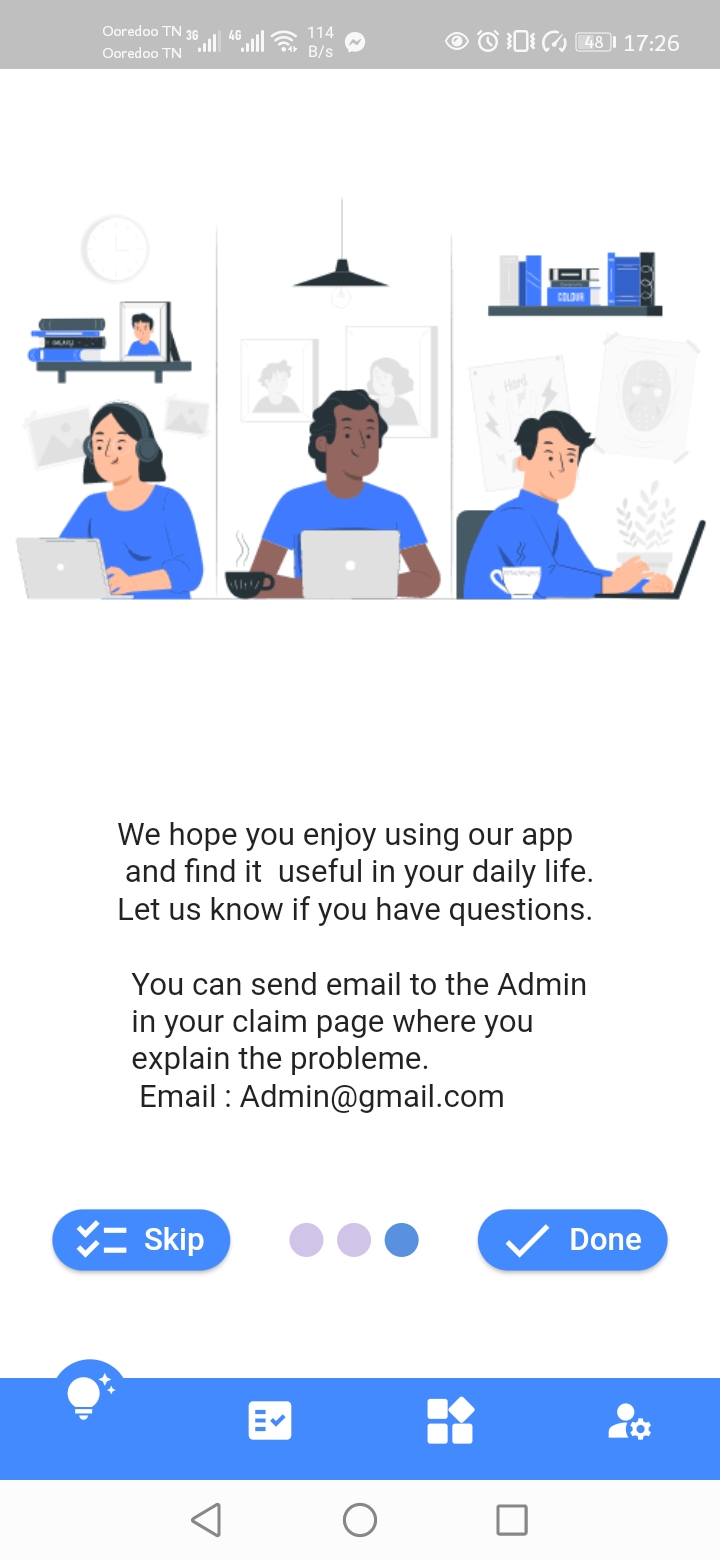 Ooredoo TN
Ooredoo TN
3G
4G
114
B/s
48
17:26
GALAXLY
COLOUR
Hard
We hope you enjoy using our app
and find it  useful in your daily life.
Let us know if you have questions.
You can send email to the Admin
in your claim page where you
explain the probleme.
Email : Admin@gmail.com
Skip
Done